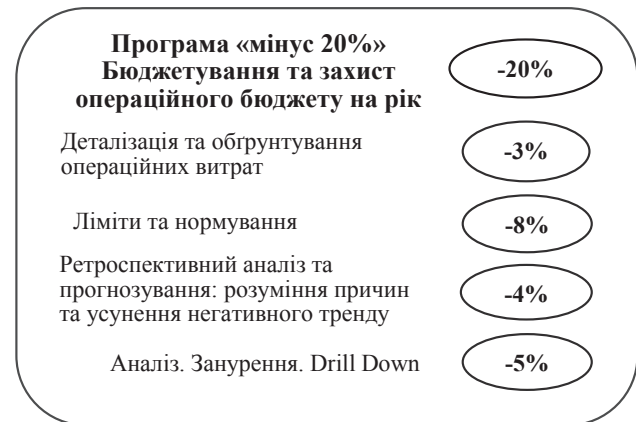 Програма «мінус 20%»
Бюджетування та захист
операційного бюджету на рік
-20%
Деталізація та обґрунтування
операційних витрат
-3%
Ліміти та нормування
-8%
Ретроспективний аналіз та
прогнозування: розуміння причин
та усунення негативного тренду
-4%
Аналіз. Занурення. Drill Down
-5%